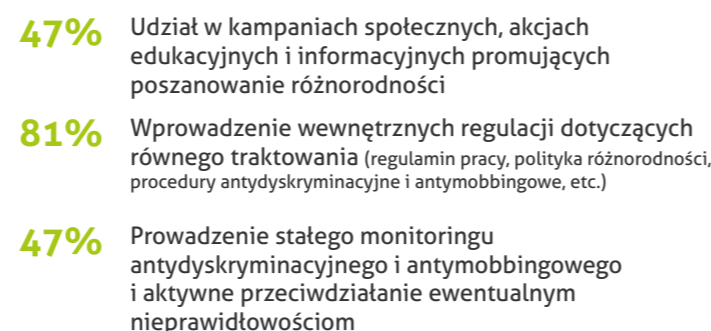 47% Udział w kampaniach społecznych, akcjach
edukacyjnych i informacyjnych promujących
poszanowanie różnorodności
81% Wprowadzenie wewnętrznych regulacji dotyczących
równego traktowania (regulamin pracy, polityka różnorodności,
procedury antydyskryminacyjne i antymobbingowe, etc.)
47% Prowadzenie stałego monitoringu
antydyskryminacyjnego i antymobbingowego
i aktywne przeciwdziałanie ewentualnym
nieprawidłowościom